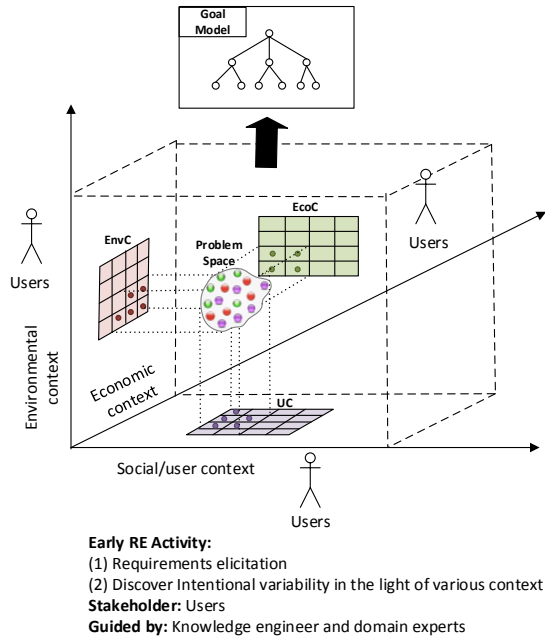 Goal
Model
EnvC
Problem
Space
EcoC
Users
Users
Environmental
context
Economic
context
UC
Social/user context
Users
Early RE Activity:
(1) Requirements elicitation
(2) Discover Intentional variability in the light of various context
Stakeholder: Users
Guided by: Knowledge engineer and domain experts